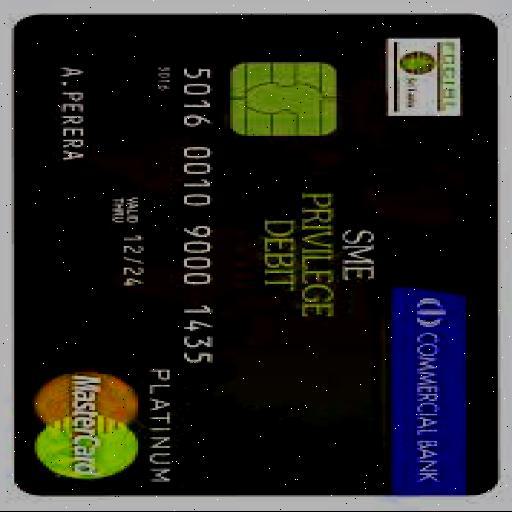 COMMERCIAL BANK
SME
PRIVILEGE
DEBIT
5016 0010 9000 1435
5016
PLATINUM
VALID
THRU 12/24
A.PERERA
MasterCard